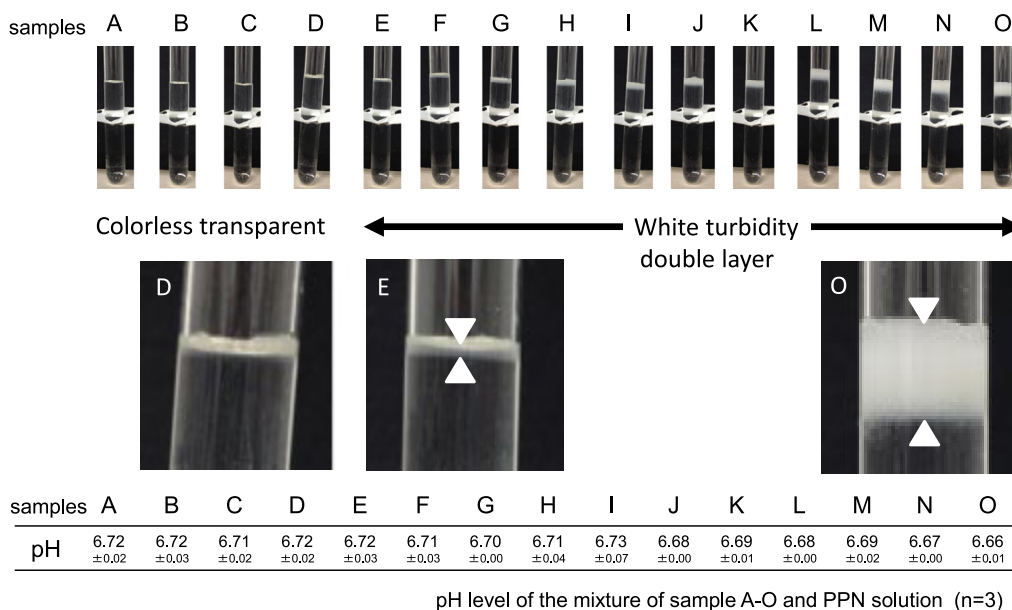 samples A B C D E F G H I J K L M N O
Colorless transparent
White turbidity
double layer
D E O
samples A B C D E F G H I J K L M N O
pH 6.72 6.72 6.71 6.72 6.72 6.71 6.70 6.71 6.73 6.68 6.69 6.68 6.69 6.67 6.66
±0.02 ±0.03 ±0.02 ±0.02 ±0.03 ±0.03 ±0.00 ±0.04 ±0.07 ±0.00 ±0.01 ±0.00 ±0.02 ±0.00 ±0.01
pH level of the mixture of sample A-O and PPN solution (n=3)